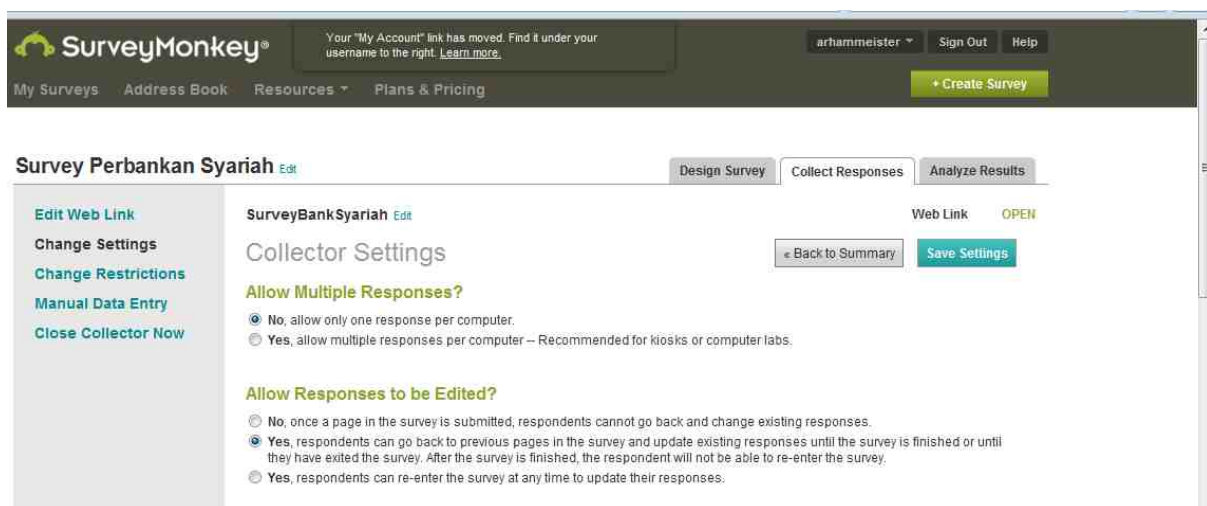 SurveyMonkey®
Your "My Account" link has moved. Find it under your
username to the right. Learn more.
arhammeister
Sign Out
Help
My Surveys
Address Book
Resources
Plans & Pricing
+ Create Survey
Survey Perbankan Syariah Edit
Design Survey
Collect Responses
Analyze Results
Edit Web Link
Change Settings
Change Restrictions
Manual Data Entry
Close Collector Now
SurveyBankSyariah Edit
Web Link OPEN
Collector Settings
« Back to Summary
Save Settings
Allow Multiple Responses?
No, allow only one response per computer.
Yes, allow multiple responses per computer -- Recommended for kiosks or computer labs.
Allow Responses to be Edited?
No, once a page in the survey is submitted, respondents cannot go back and change existing responses.
Yes, respondents can go back to previous pages in the survey and update existing responses until the survey is finished or until
they have exited the survey. After the survey is finished, the respondent will not be able to re-enter the survey.
Yes, respondents can re-enter the survey at any time to update their responses.